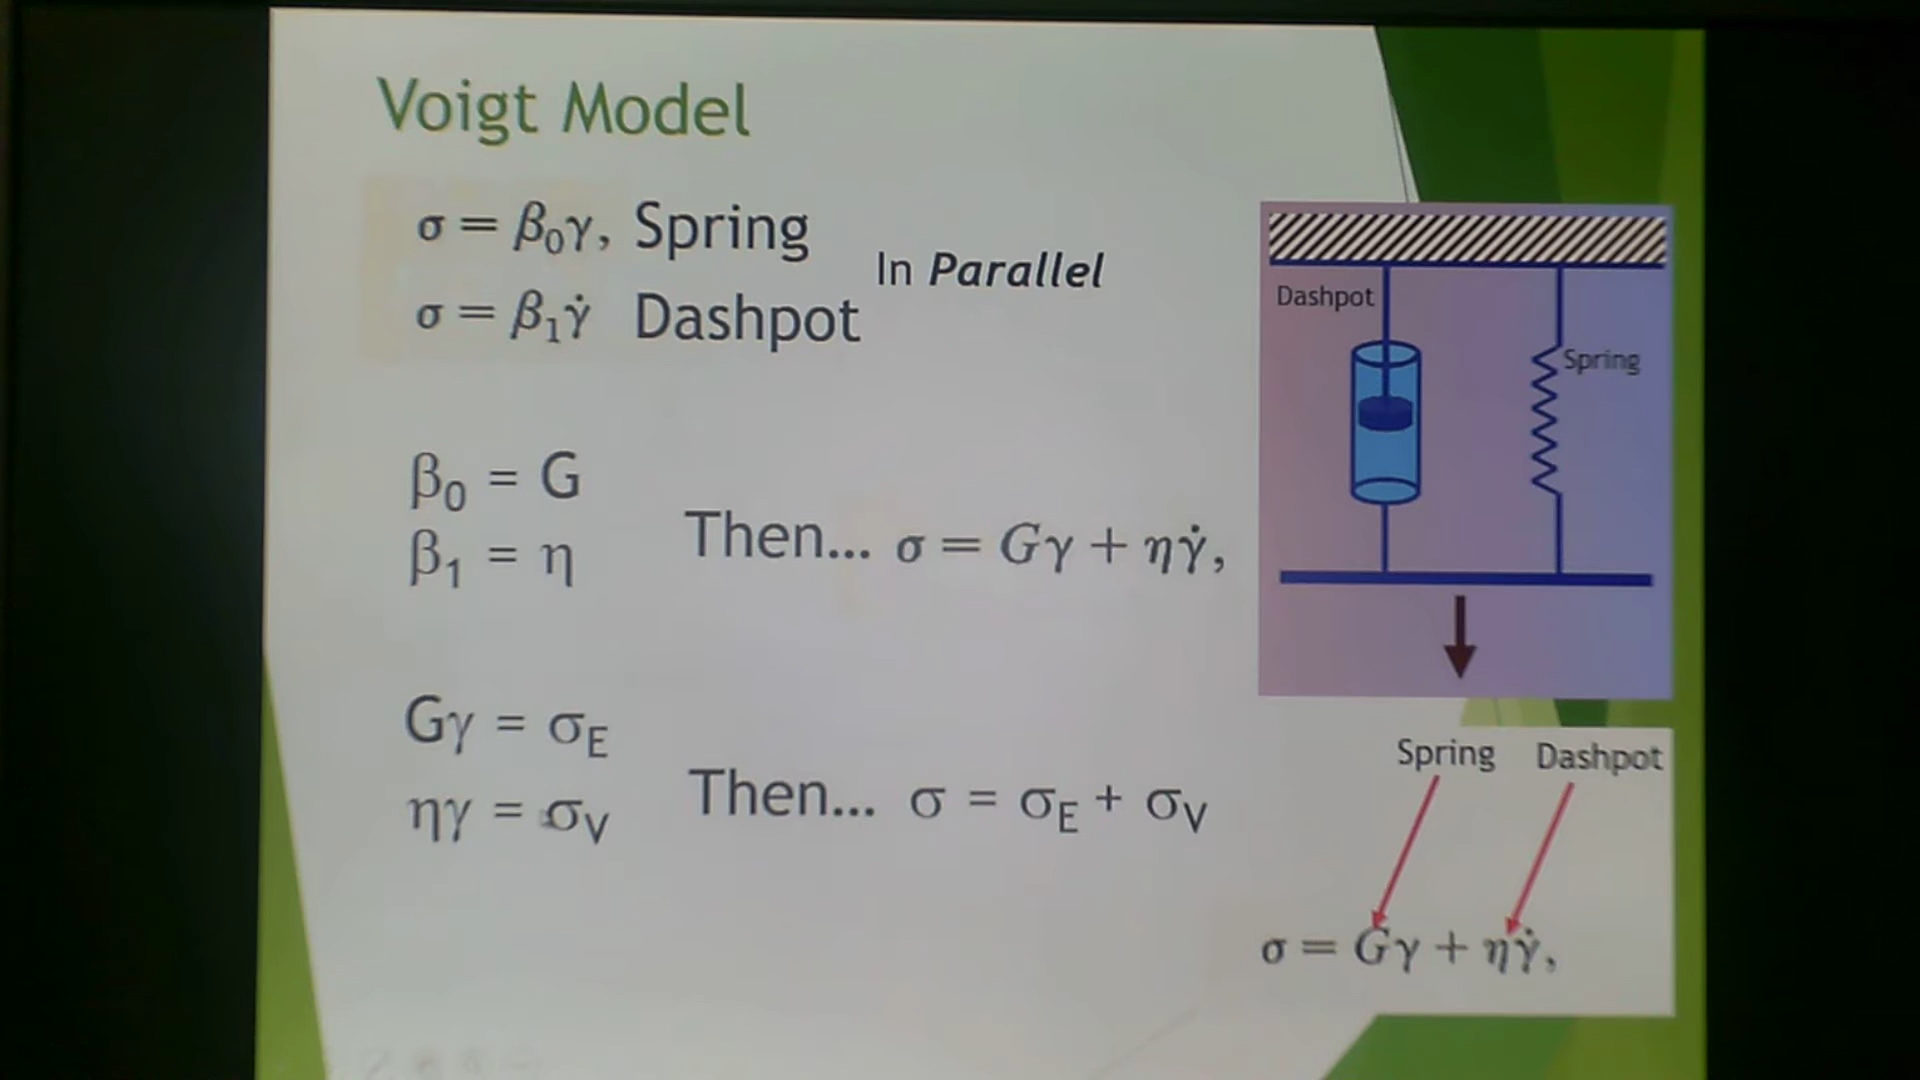 Voigt Model
σ = β₀γ, Spring
σ = β₁γ̇ Dashpot
In Parallel
β₀ = G
β₁ = η
Then... σ = Gγ + ηγ̇,
Gγ = σ_E
ηγ = σ_V
Then... σ = σ_E + σ_V
Dashpot
Spring
Spring Dashpot
σ = Gγ + ηγ̇,